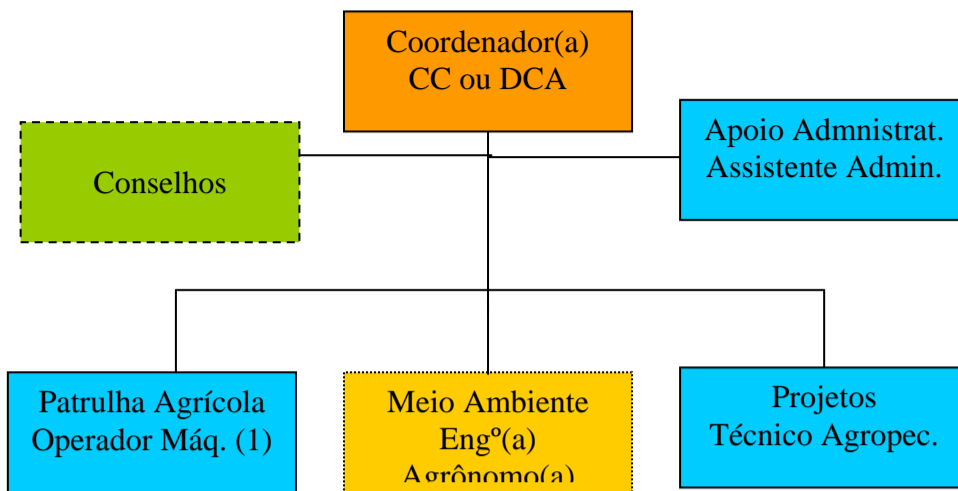 Coordenador(a)
CC ou DCA
Conselhos
Apoio Admnistrat.
Assistente Admin.
Patrulha Agrícola
Operador Máq. (1)
Meio Ambiente
Engº(a)
Agrônomo(a)
Projetos
Técnico Agropec.